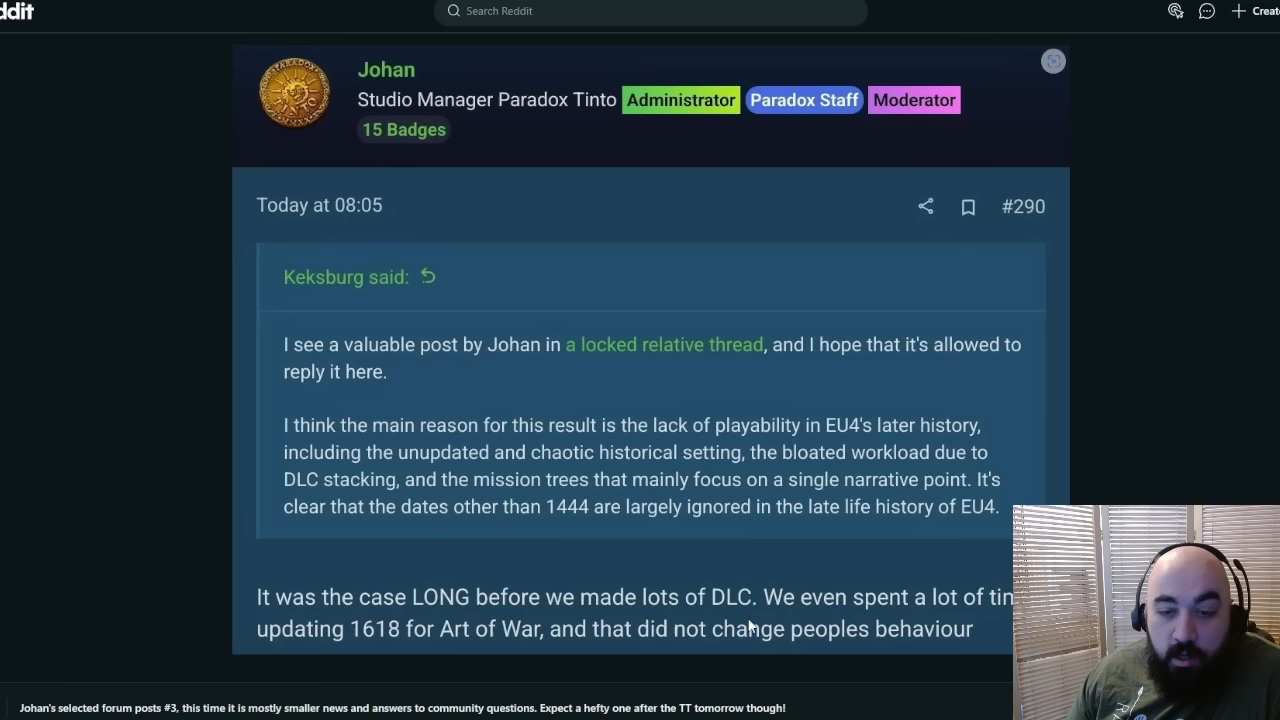 ddit
Search Reddit
Create
Johan
Studio Manager Paradox Tinto Administrator Paradox Staff Moderator
15 Badges
Today at 08:05
#290
Keksburg said:
I see a valuable post by Johan in a locked relative thread, and I hope that it's allowed to
reply it here.
I think the main reason for this result is the lack of playability in EU4's later history,
including the unupdated and chaotic historical setting, the bloated workload due to
DLC stacking, and the mission trees that mainly focus on a single narrative point. It's
clear that the dates other than 1444 are largely ignored in the late life history of EU4.
It was the case LONG before we made lots of DLC. We even spent a lot of tim
updating 1618 for Art of War, and that did not change peoples behaviour
Johan's selected forum posts #3, this time it is mostly smaller news and answers to community questions. Expect a hefty one after the TT tomorrow though!